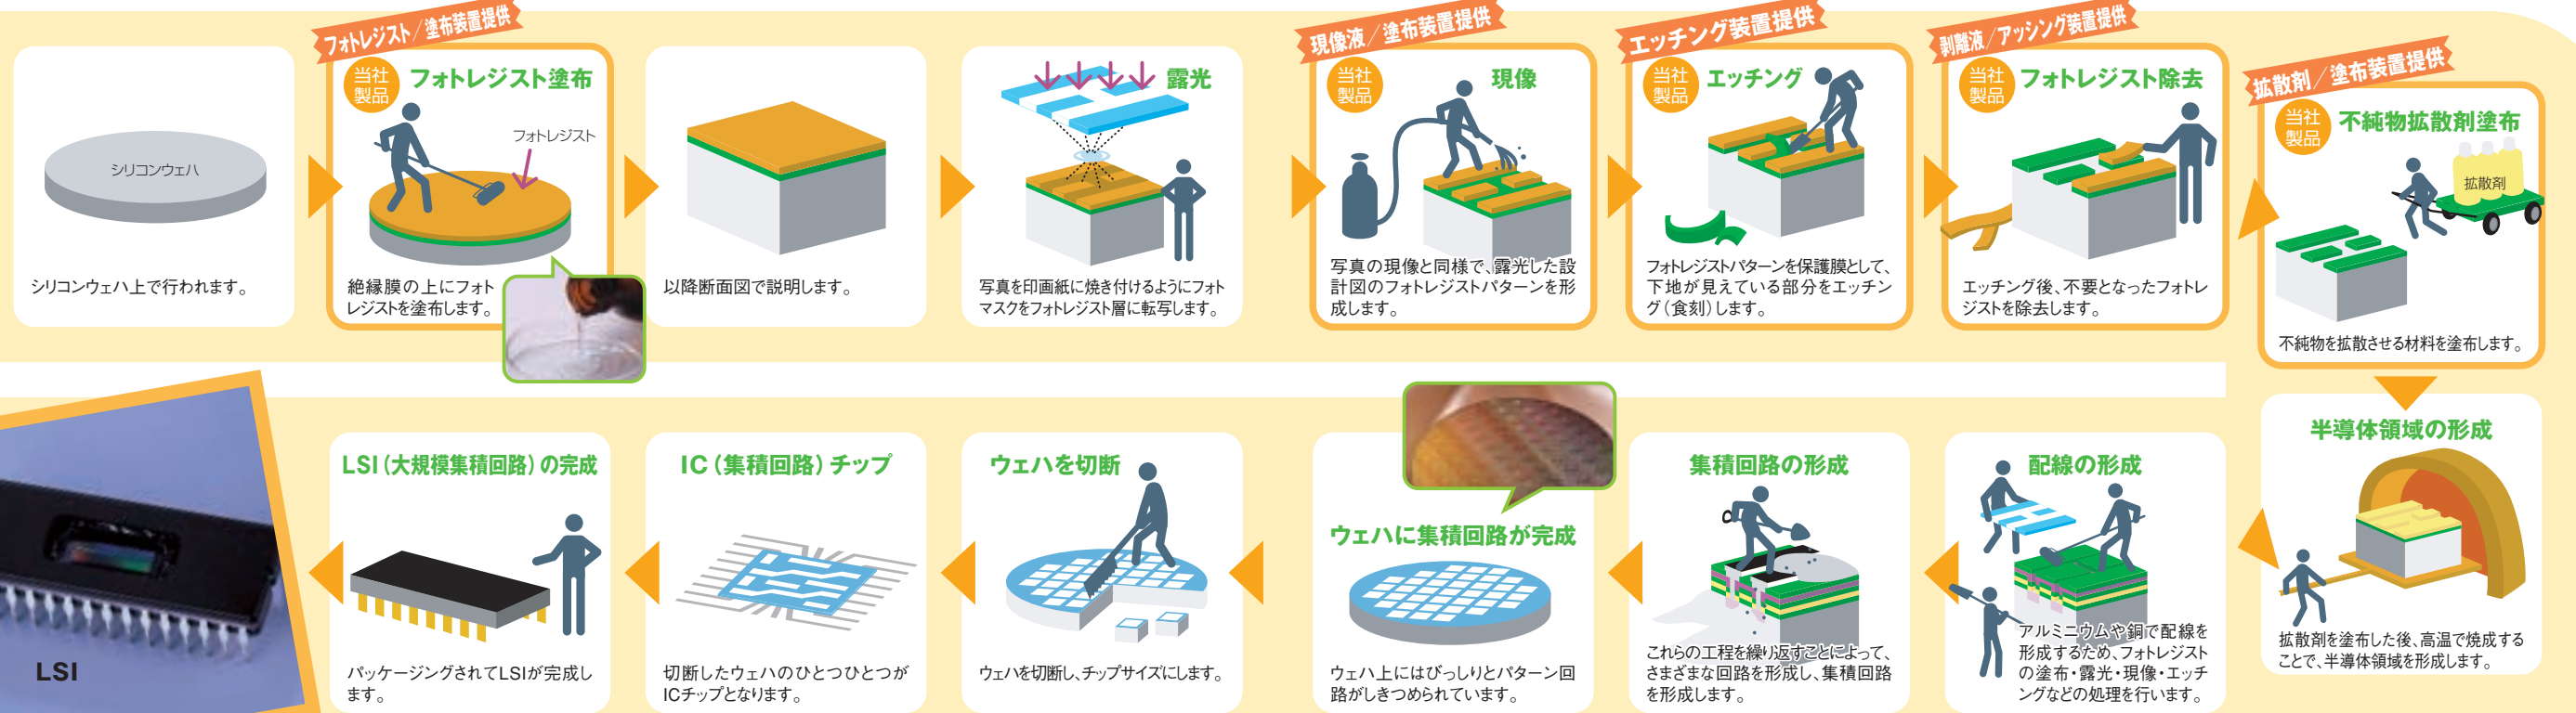 シリコンウェハ
シリコンウェハ上で行われます。
フォトレジスト／塗布装置提供
当社
製品
フォトレジスト塗布
フォトレジスト
絶縁膜の上にフォト
レジストを塗布します。
以降断面図で説明します。
露光
写真を印画紙に焼き付けるようにフォト
マスクをフォトレジスト層に転写します。
現像液／塗布装置提供
当社
製品
現像
写真の現像と同様で、露光した設
計図のフォトレジストパターンを形
成します。
エッチング装置提供
当社
製品
エッチング
フォトレジストパターンを保護膜として、
下地が見えている部分をエッチン
グ（食刻）します。
剥離液／アッシング装置提供
当社
製品
フォトレジスト除去
エッチング後、不要となったフォトレ
ジストを除去します。
拡散剤／塗布装置提供
当社
製品
不純物拡散剤塗布
拡散剤
不純物を拡散させる材料を塗布します。
半導体領域の形成
拡散剤を塗布した後、高温で焼成する
ことで、半導体領域を形成します。
配線の形成
アルミニウムや銅で配線を
形成するため、フォトレジスト
の塗布・露光・現像・エッチ
ングなどの処理を行います。
集積回路の形成
これらの工程を繰り返すことによって、
さまざまな回路を形成し、集積回路
を形成します。
ウェハに集積回路が完成
ウェハ上にはびっしりとパターン回
路がしきつめられています。
ウェハを切断
ウェハを切断し、チップサイズにします。
IC（集積回路）チップ
切断したウェハのひとつひとつが
ICチップとなります。
LSI（大規模集積回路）の完成
パッケージングされてLSIが完成し
ます。
LSI